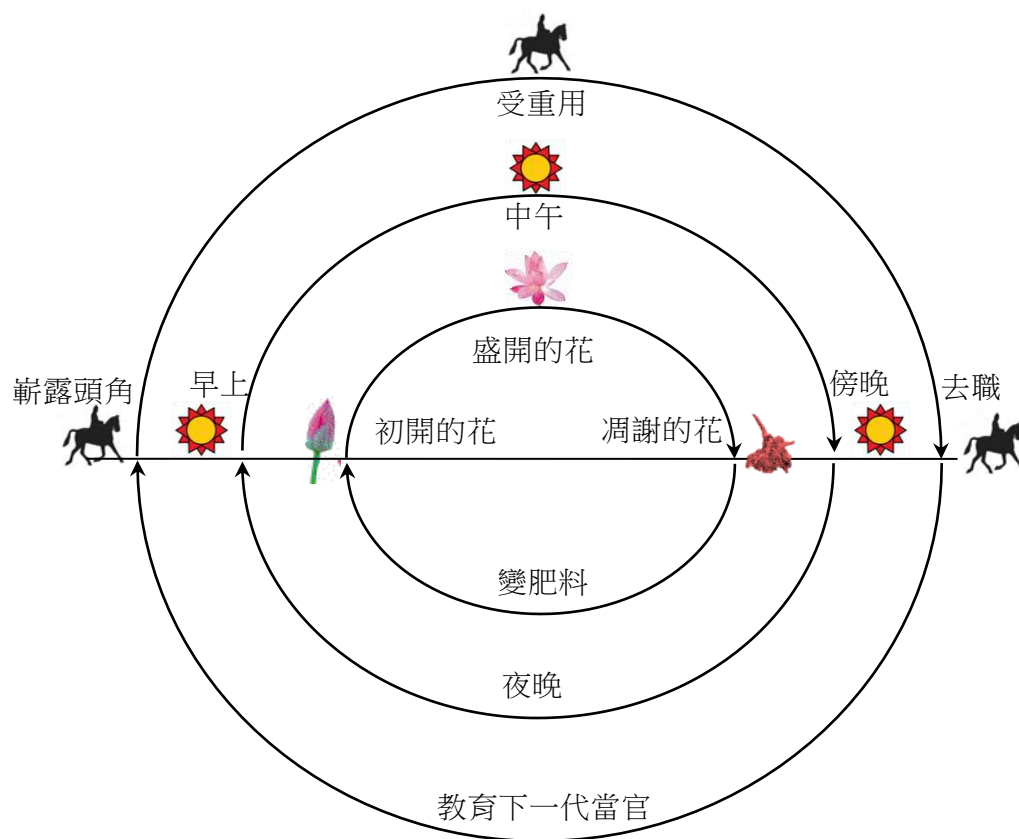 受重用
中午
盛開的花
嶄露頭角
早上
傍晚
去職
初開的花
凋謝的花
變肥料
夜晚
教育下一代當官